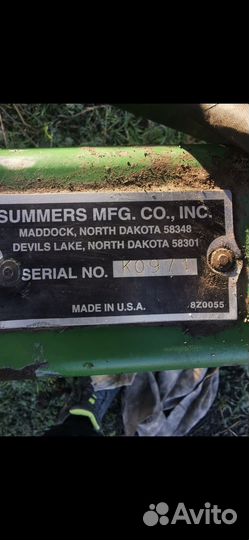 SUMMERS MFG. CO., INC.
MADDOCK, NORTH DAKOTA 58348
DEVILS LAKE, NORTH DAKOTA 58301
SERIAL NO.
MADE IN U.S.A.
8Z0055
Avito